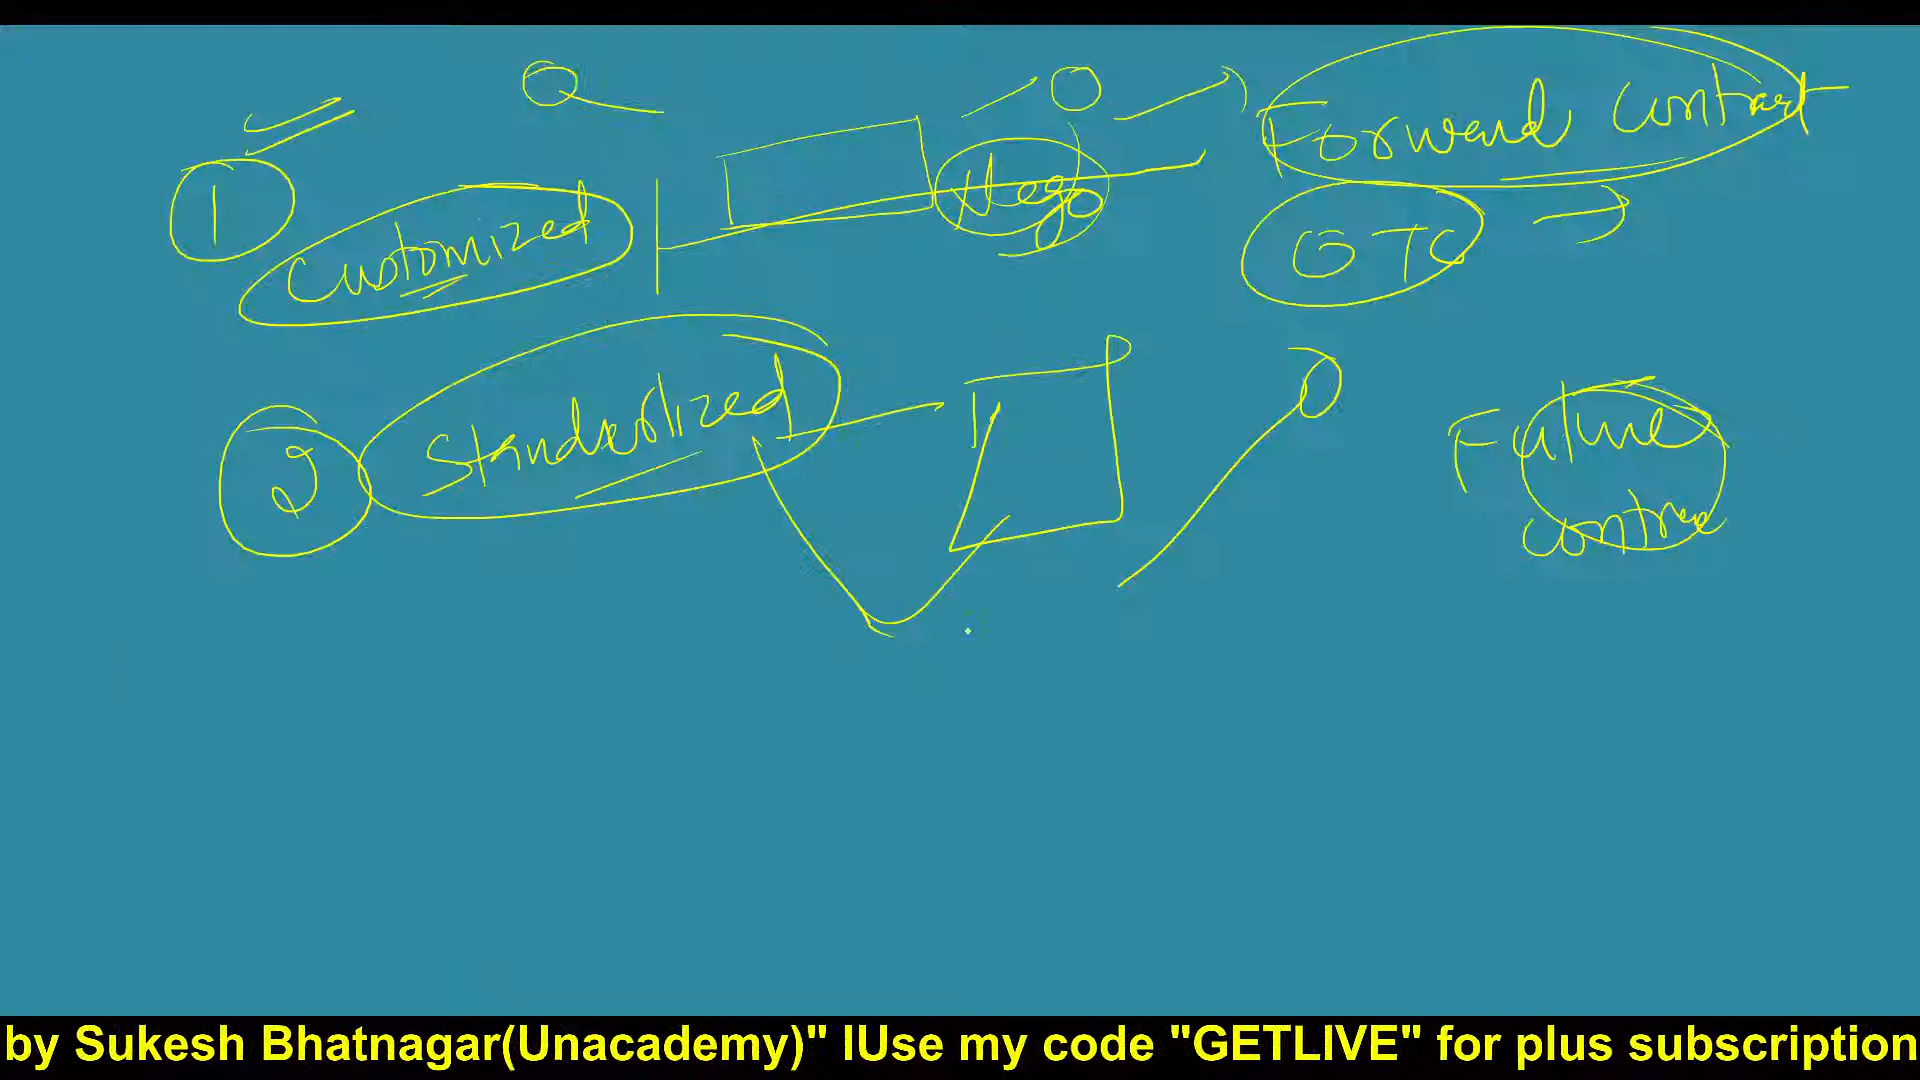 Forward Contract
1 Customized Nego OTC
2 Standardized Future
contrac
by Sukesh Bhatnagar(Unacademy)" IUse my code "GETLIVE" for plus subscription